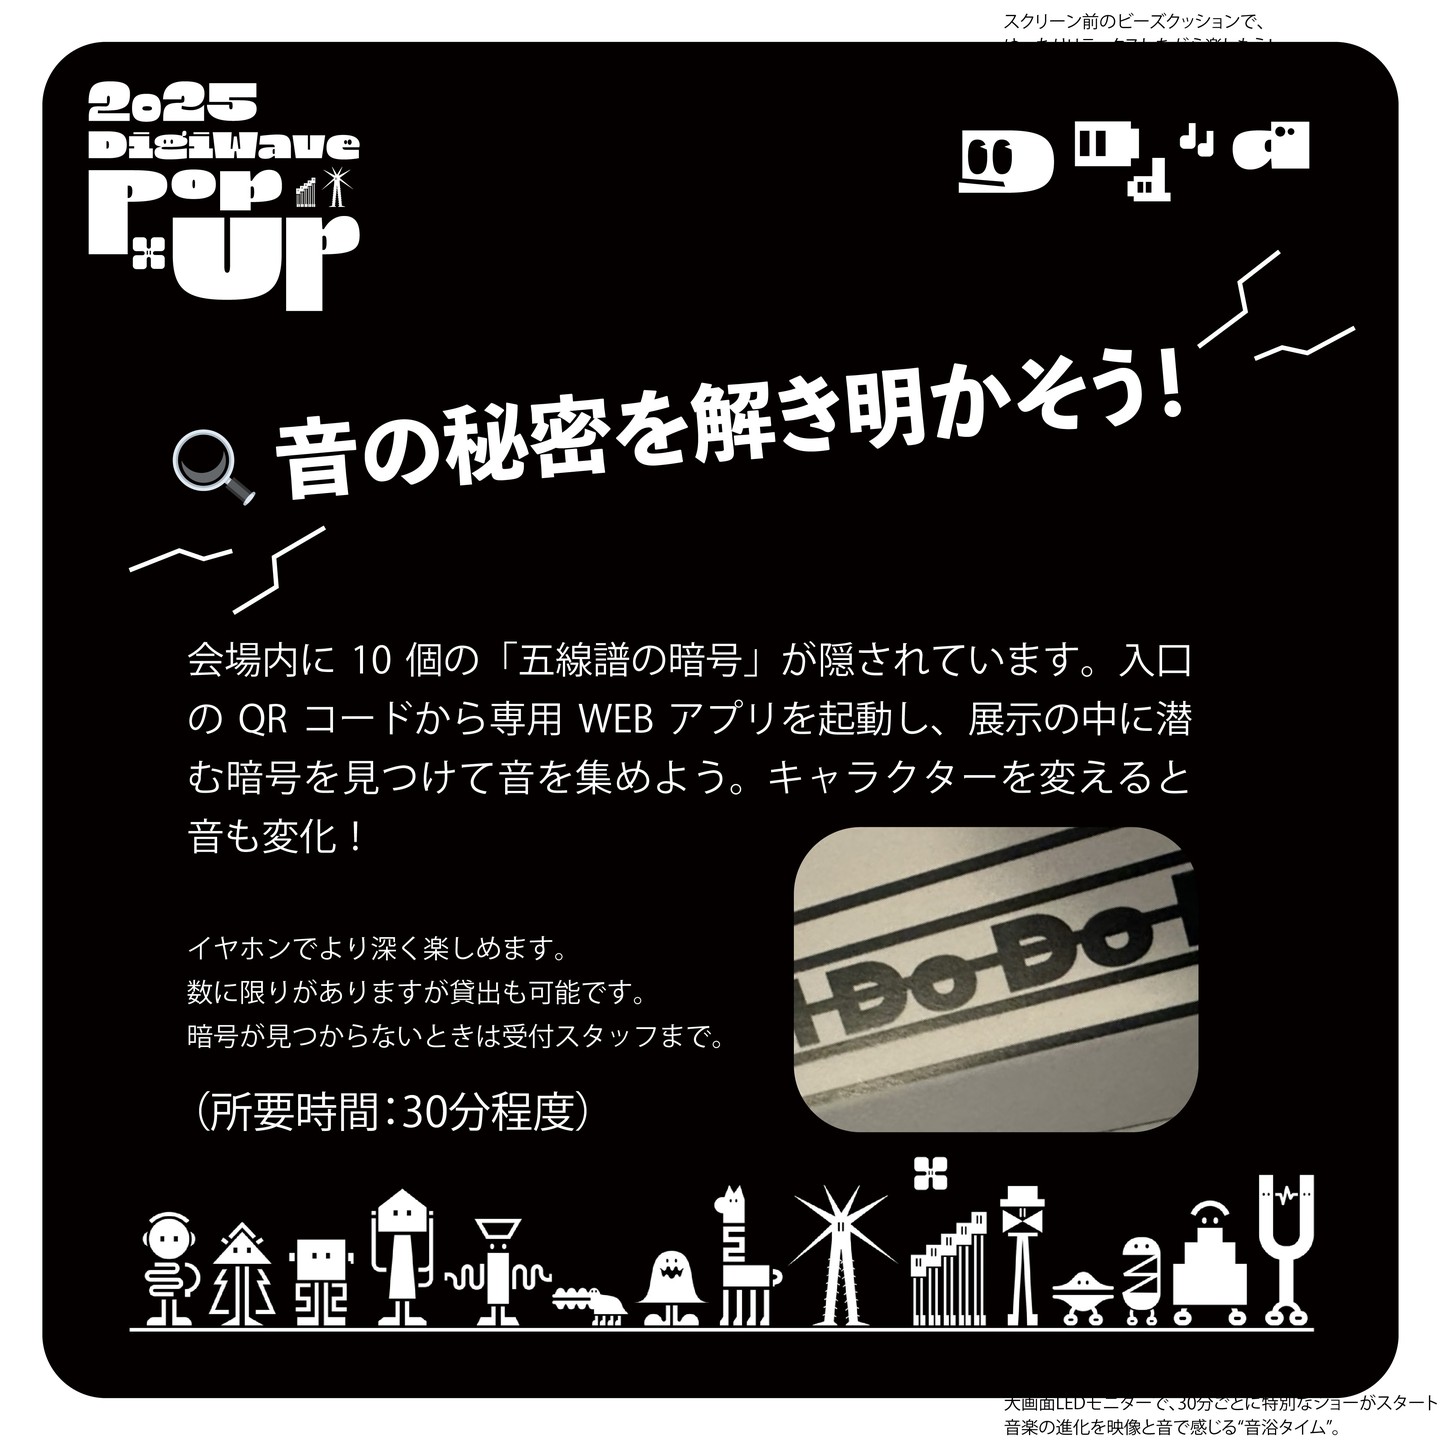 スクリーン前のビーズクッションで、
2025
DigiWave
Pop
UP
音の秘密を解き明かそう！
会場内に 10 個の「五線譜の暗号」が隠されています。入口
の QR コードから専用 WEB アプリを起動し、展示の中に潜
む暗号を見つけて音を集めよう。キャラクターを変えると
音も変化！
イヤホンでより深く楽しめます。
数に限りがありますが貸出も可能です。
暗号が見つからないときは受付スタッフまで。
（所要時間：30分程度）
Do Do
大画面LEDモニターで、30分ごとに特別なショーがスタート
音楽の進化を映像と音で感じる“音浴タイム”。